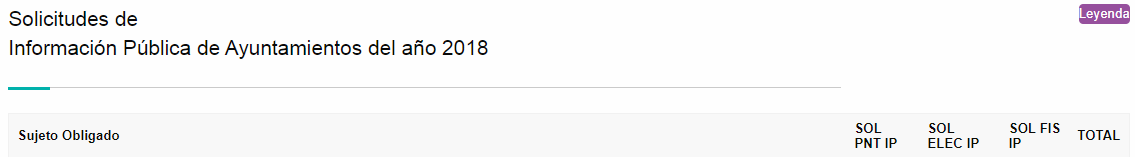 Solicitudes de
Información Pública de Ayuntamientos del año 2018
Leyenda
Sujeto Obligado
SOL PNT IP
SOL ELEC IP
SOL FIS IP
TOTAL